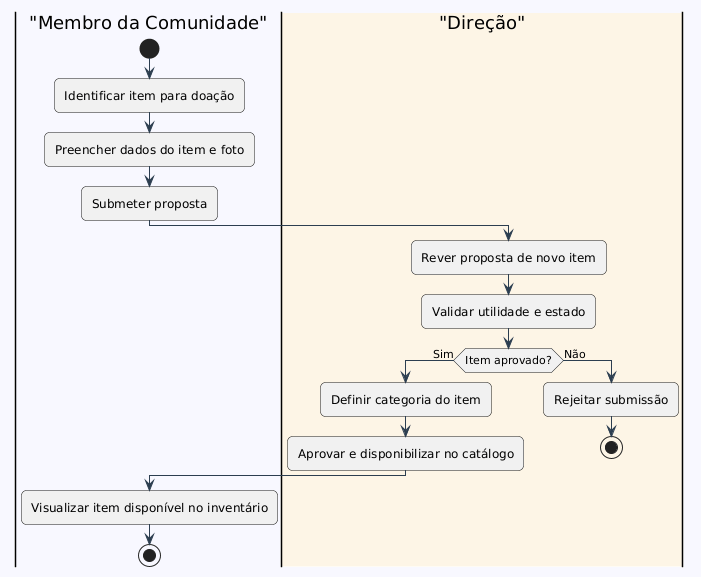 "Membro da Comunidade"
"Direção"
Identificar item para doação
Preencher dados do item e foto
Submeter proposta
Rever proposta de novo item
Validar utilidade e estado
Sim
Item aprovado?
Não
Definir categoria do item
Rejeitar submissão
Aprovar e disponibilizar no catálogo
Visualizar item disponível no inventário